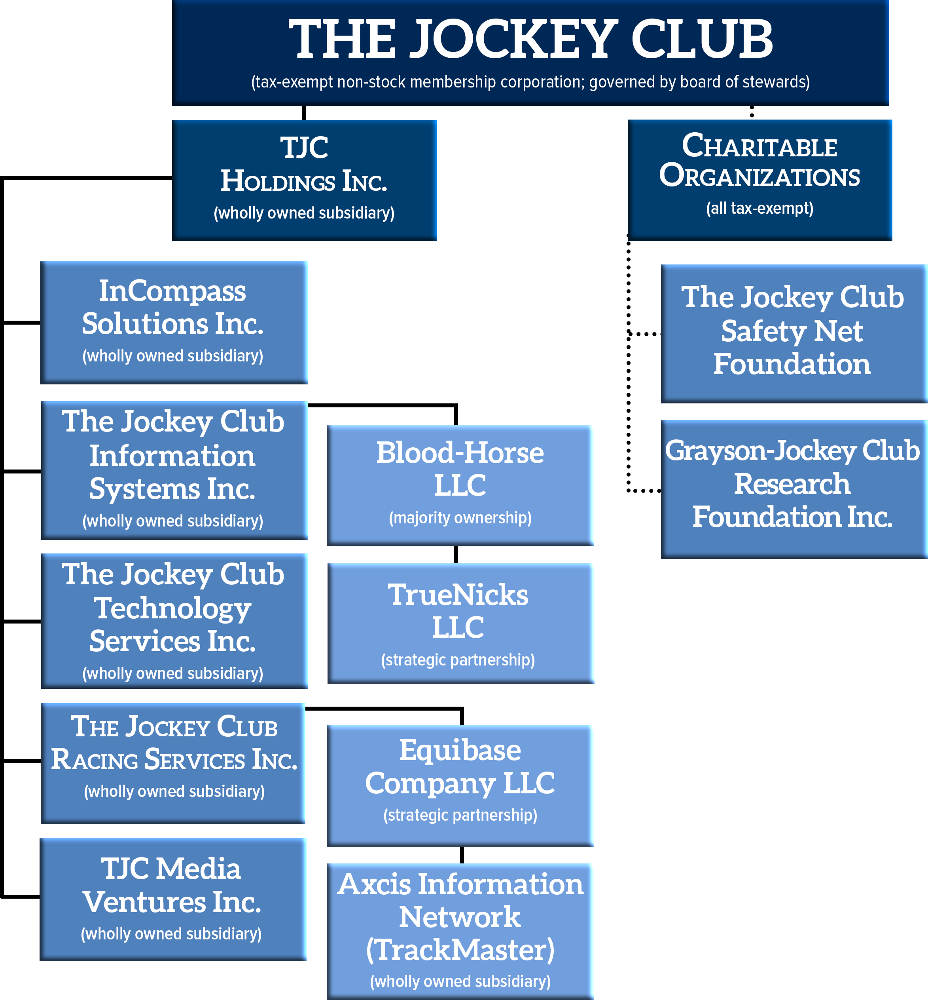 THE JOCKEY CLUB
(tax-exempt non-stock membership corporation; governed by board of stewards)
TJC
HOLDINGS INC.
(wholly owned subsidiary)
CHARITABLE
ORGANIZATIONS
(all tax-exempt)
InCompass
Solutions Inc.
(wholly owned subsidiary)
The Jockey Club
Information
Systems Inc.
(wholly owned subsidiary)
Blood-Horse
LLC
(majority ownership)
The Jockey Club
Technology
Services Inc.
(wholly owned subsidiary)
TrueNicks
LLC
(strategic partnership)
THE JOCKEY CLUB
RACING SERVICES INC.
(wholly owned subsidiary)
Equibase
Company LLC
(strategic partnership)
TJC Media
Ventures Inc.
(wholly owned subsidiary)
Axcis Information
Network
(TrackMaster)
(wholly owned subsidiary)
The Jockey Club
Safety Net
Foundation
Grayson-Jockey Club
Research
Foundation Inc.